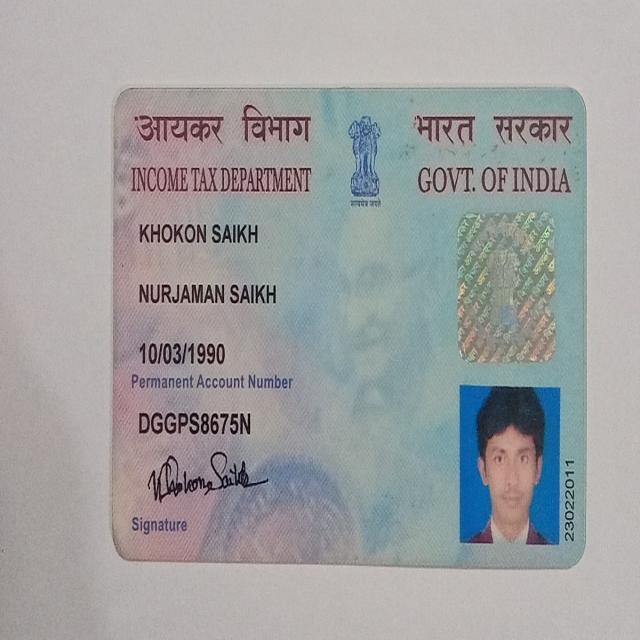 आयकर विभाग
भारत सरकार
INCOME TAX DEPARTMENT
GOVT. OF INDIA
सत्यमेव जयते
KHOKON SAIKH
NURJAMAN SAIKH
10/03/1990
Permanent Account Number
DGGPS8675N
Khokon Saikh
Signature
23022011